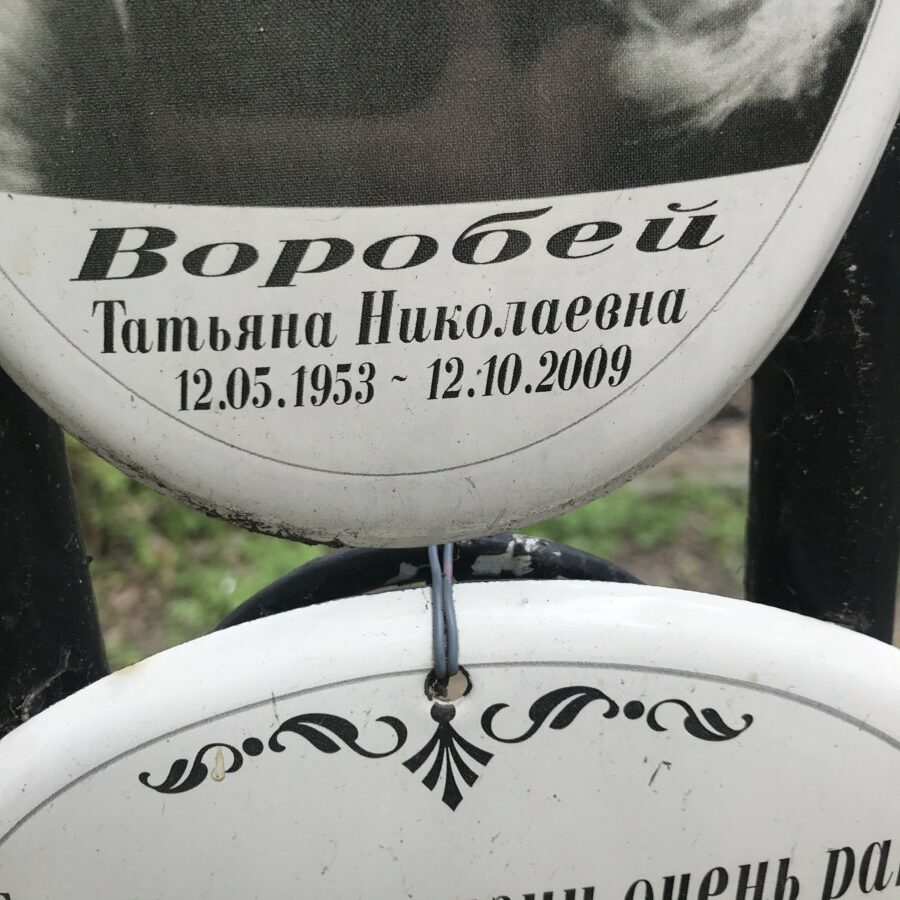 Воробей
Татьяна Николаевна
12.05.1953 ~ 12.10.2009
очень